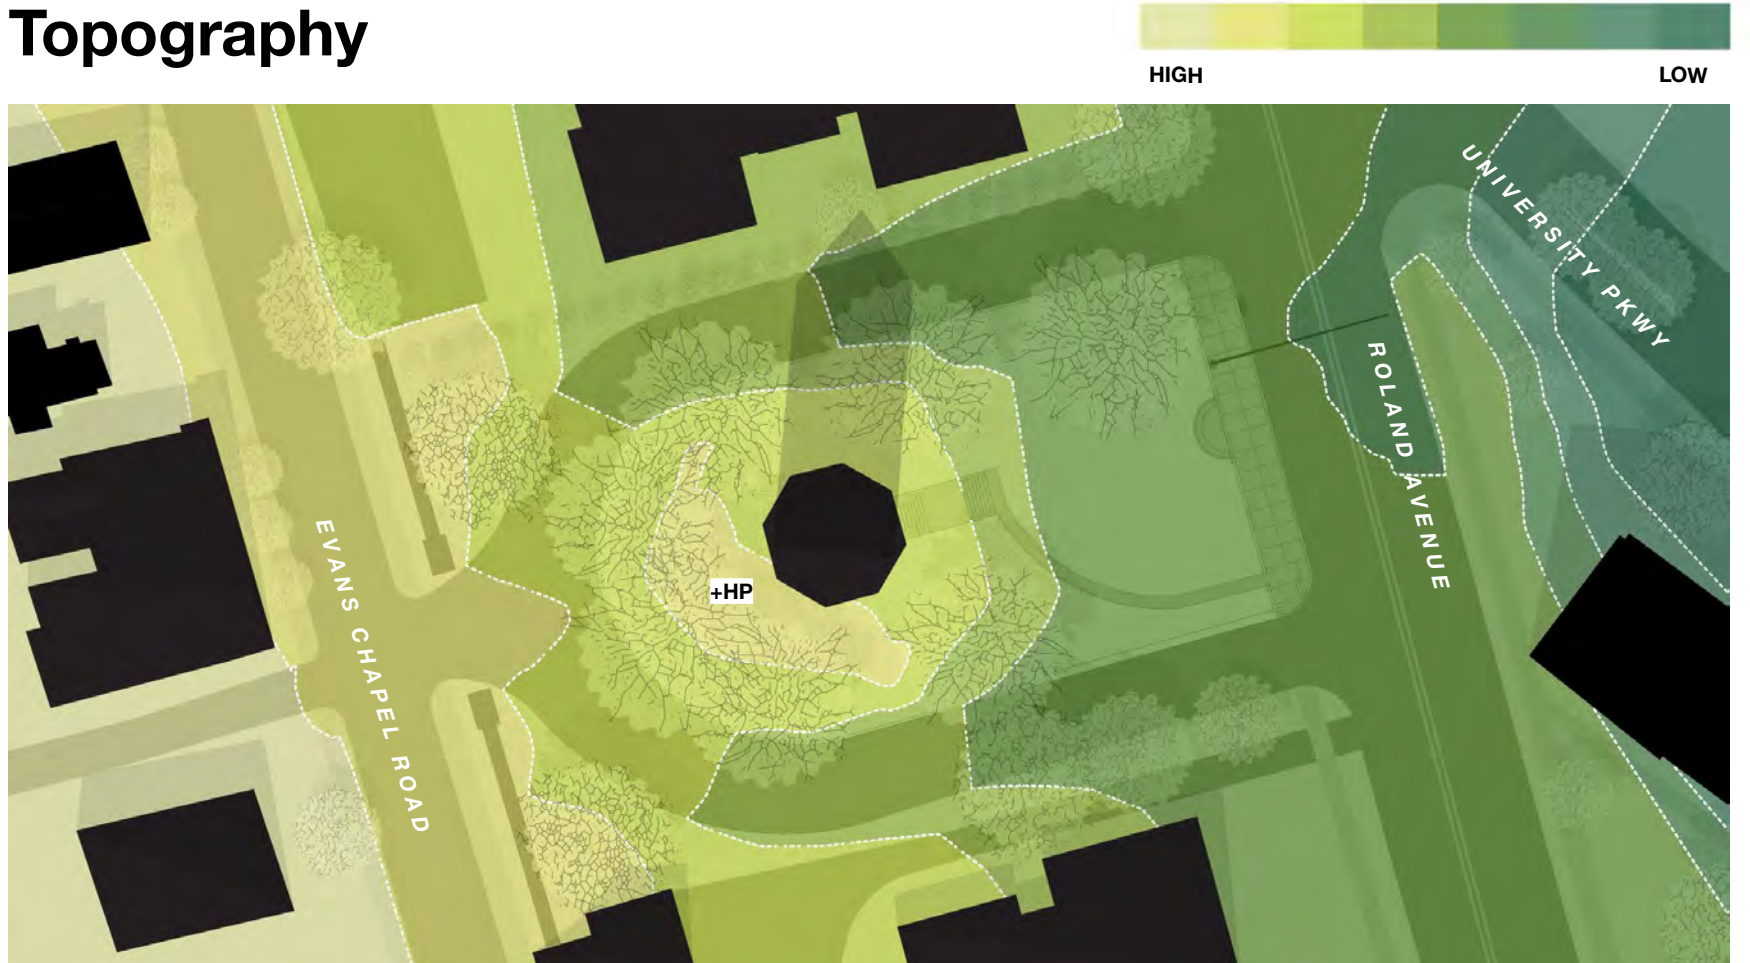 Topography
HIGH
LOW
UNIVERSITY PKWY
ROLAND AVENUE
EVANS CHAPEL ROAD
+HP